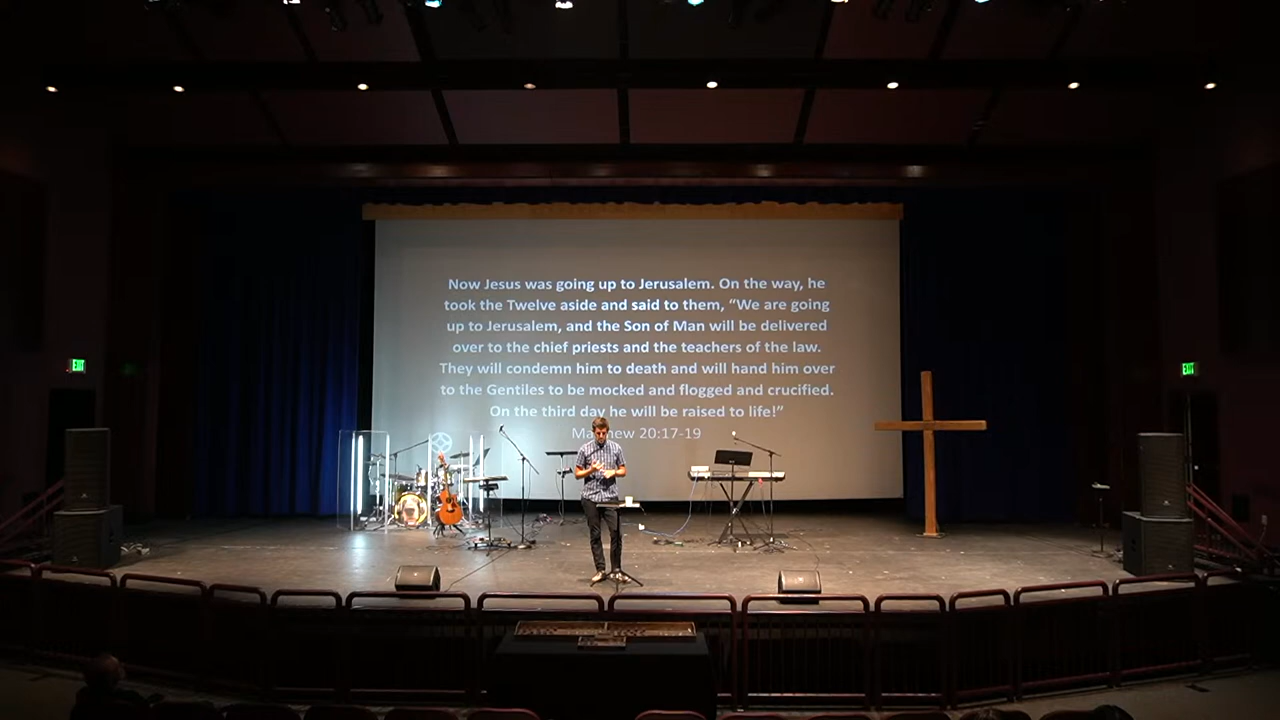 Now Jesus was going up to Jerusalem. On the way, he
took the Twelve aside and said to them, “We are going
up to Jerusalem, and the Son of Man will be delivered
over to the chief priests and the teachers of the law.
They will condemn him to death and will hand him over
to the Gentiles to be mocked and flogged and crucified.
On the third day he will be raised to life!”
Matthew 20:17-19
EXIT
EXIT